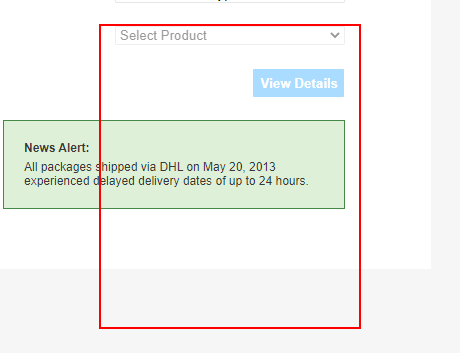 Select Product
View Details
News Alert:
All packages shipped via DHL on May 20, 2013
experienced delayed delivery dates of up to 24 hours.